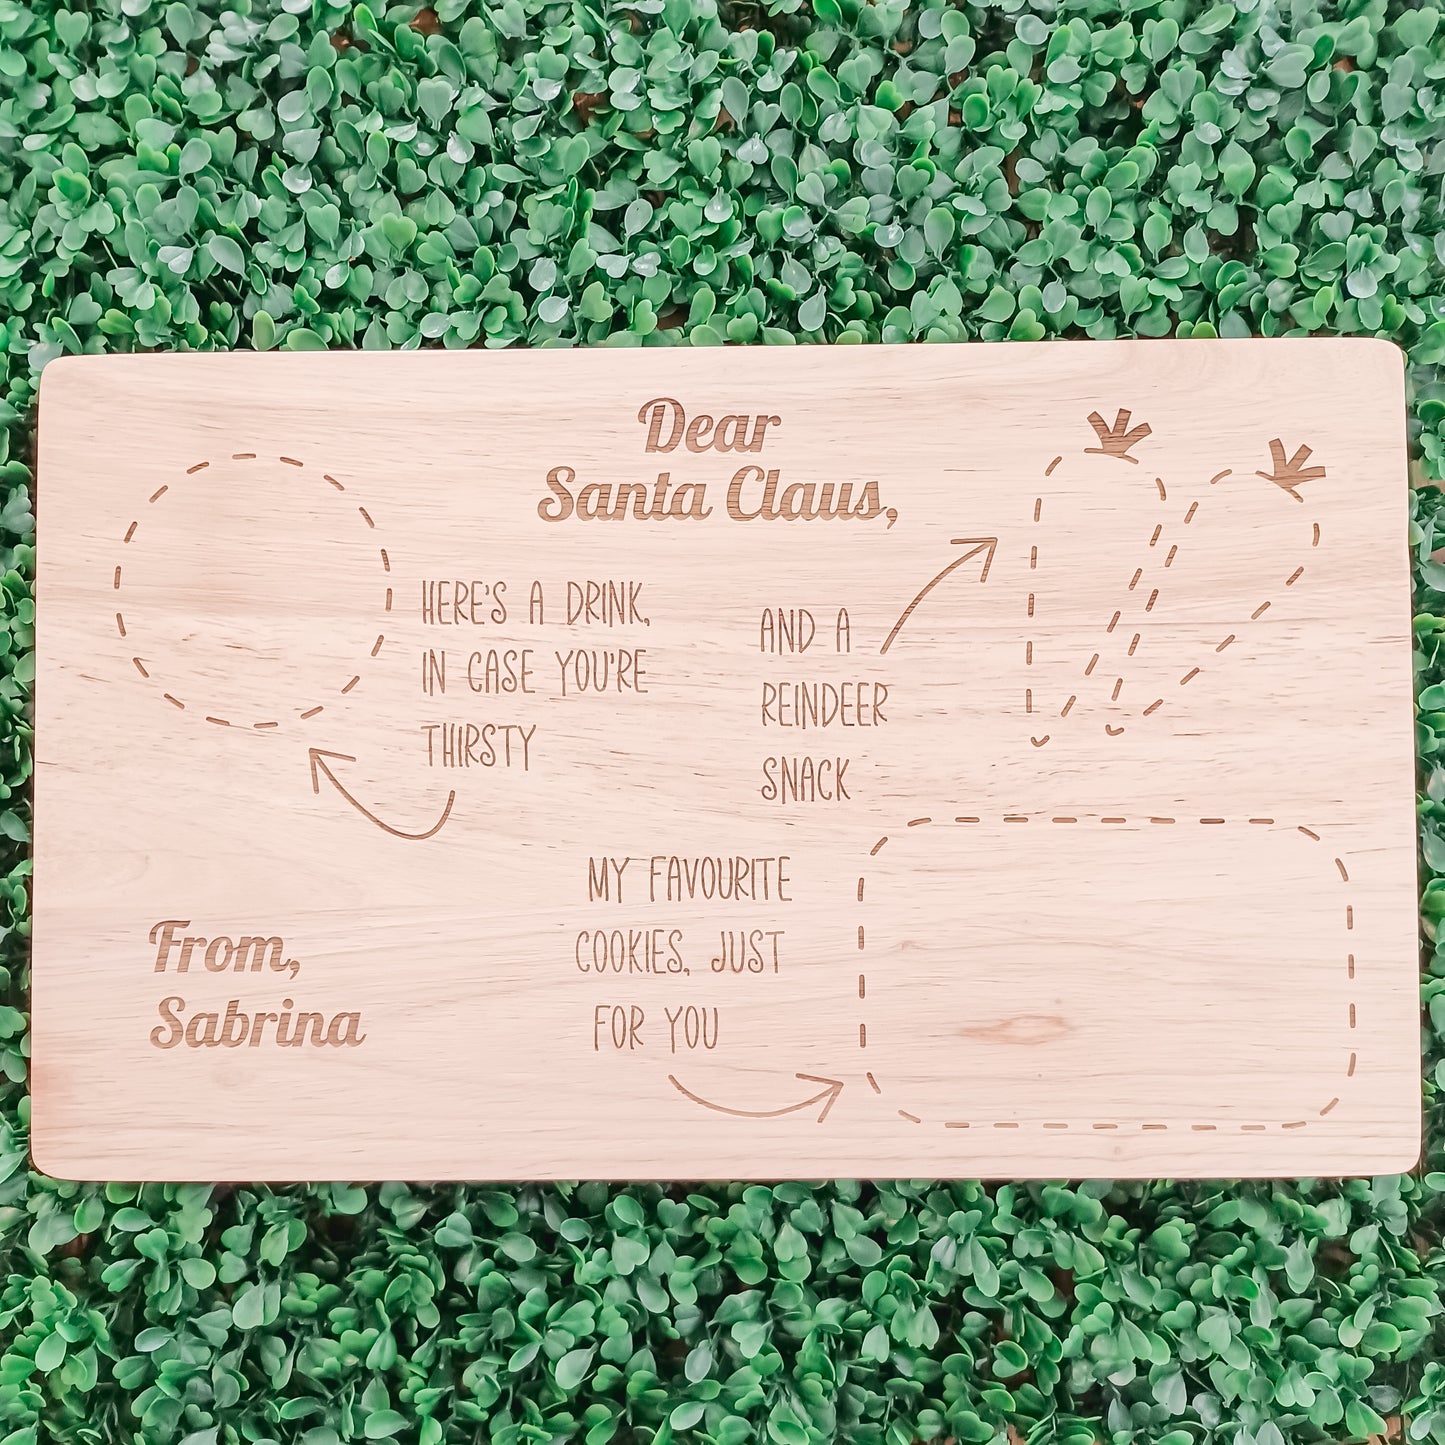 Dear
Santa Claus,
HERE'S A DRINK,
IN CASE YOU'RE
THIRSTY
AND A
REINDEER
SNACK
MY FAVOURITE
COOKIES, JUST
FOR YOU
From,
Sabrina